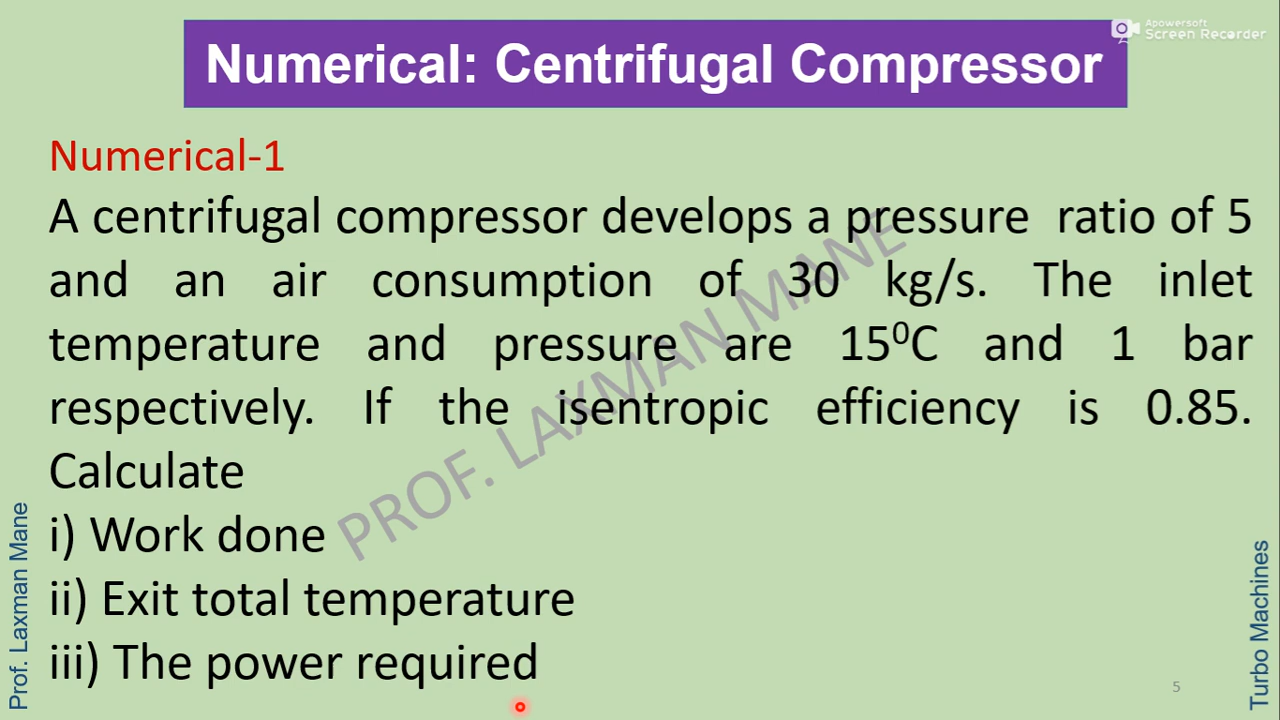 Apowersoft
Screen Recorder
Numerical: Centrifugal Compressor
Numerical-1
A centrifugal compressor develops a pressure ratio of 5
and an air consumption of 30 kg/s. The inlet
temperature and pressure are 15⁰C and 1 bar
respectively. If the isentropic efficiency is 0.85.
Calculate
i) Work done
ii) Exit total temperature
iii) The power required
PROF. LAXMAN MANE
Prof. Laxman Mane
Turbo Machines
5